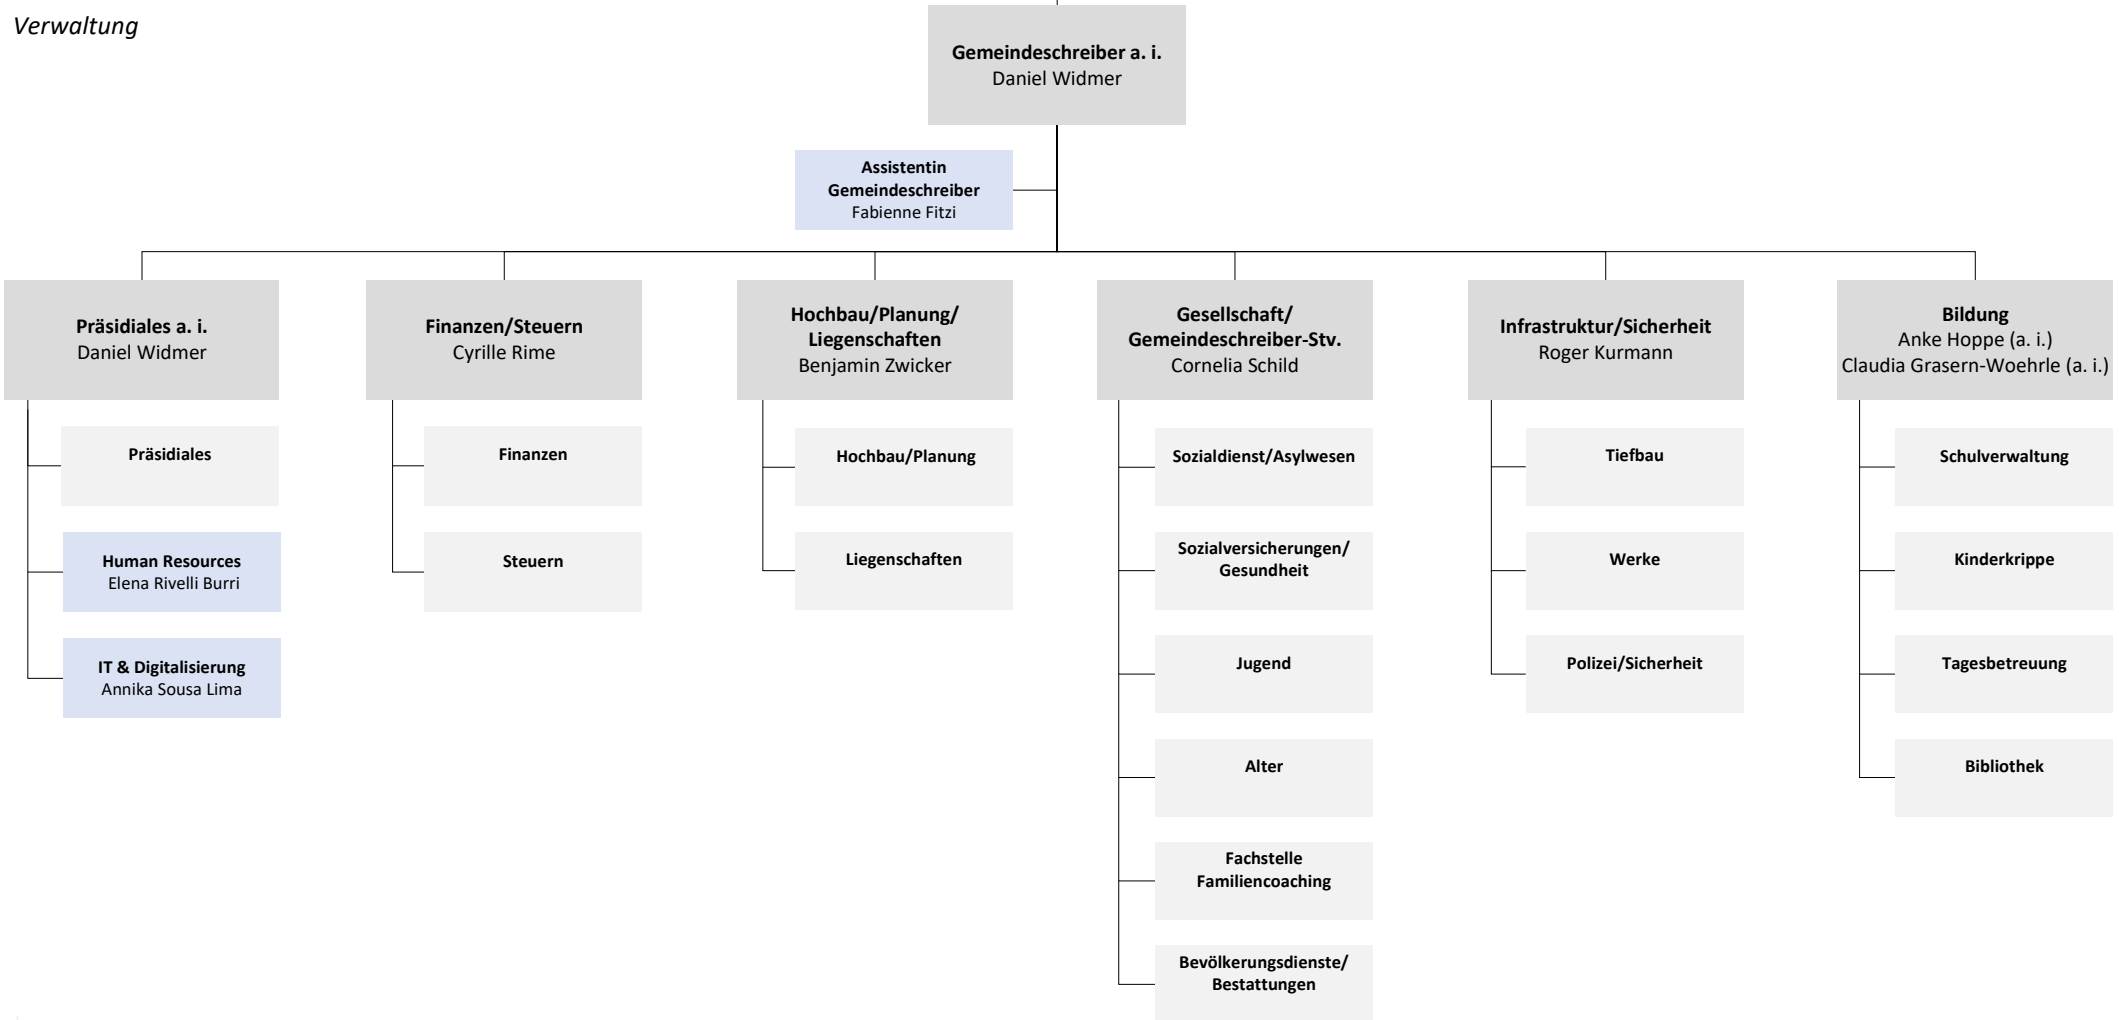 Verwaltung
Gemeindeschreiber a. i.
Daniel Widmer
Assistentin
Gemeindeschreiber
Fabienne Fitzi
Präsidiales a. i.
Daniel Widmer
Präsidiales
Human Resources
Elena Rivelli Burri
IT & Digitalisierung
Annika Sousa Lima
Finanzen/Steuern
Cyrille Rime
Finanzen
Steuern
Hochbau/Planung/
Liegenschaften
Benjamin Zwicker
Hochbau/Planung
Liegenschaften
Gesellschaft/
Gemeindeschreiber-Stv.
Cornelia Schild
Sozialdienst/Asylwesen
Sozialversicherungen/
Gesundheit
Jugend
Alter
Fachstelle
Familiencoaching
Bevölkerungsdienste/
Bestattungen
Infrastruktur/Sicherheit
Roger Kurmann
Tiefbau
Werke
Polizei/Sicherheit
Bildung
Anke Hoppe (a. i.)
Claudia Grasern-Woehrle (a. i.)
Schulverwaltung
Kinderkrippe
Tagesbetreuung
Bibliothek